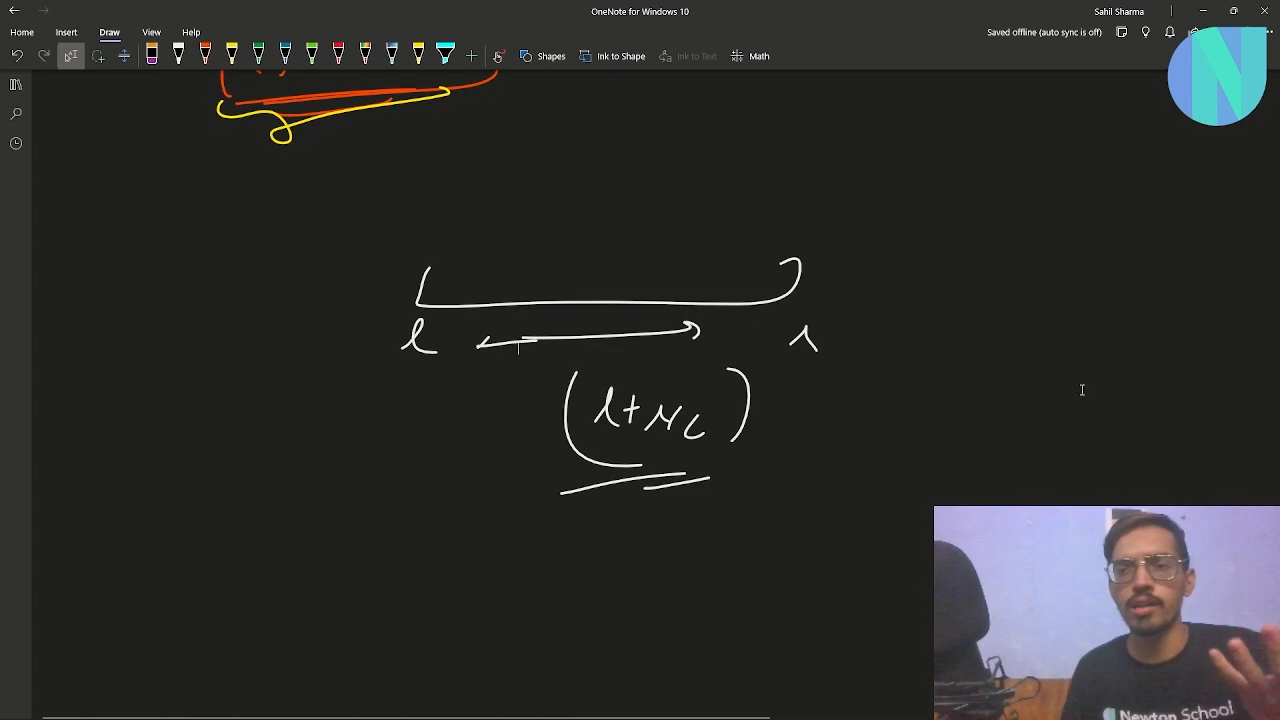 OneNote for Windows 10
Sahil Sharma
Home Insert Draw View Help
Saved offline (auto sync is off)
Shapes Ink to Shape Ink to Text Math
l r
Newton School